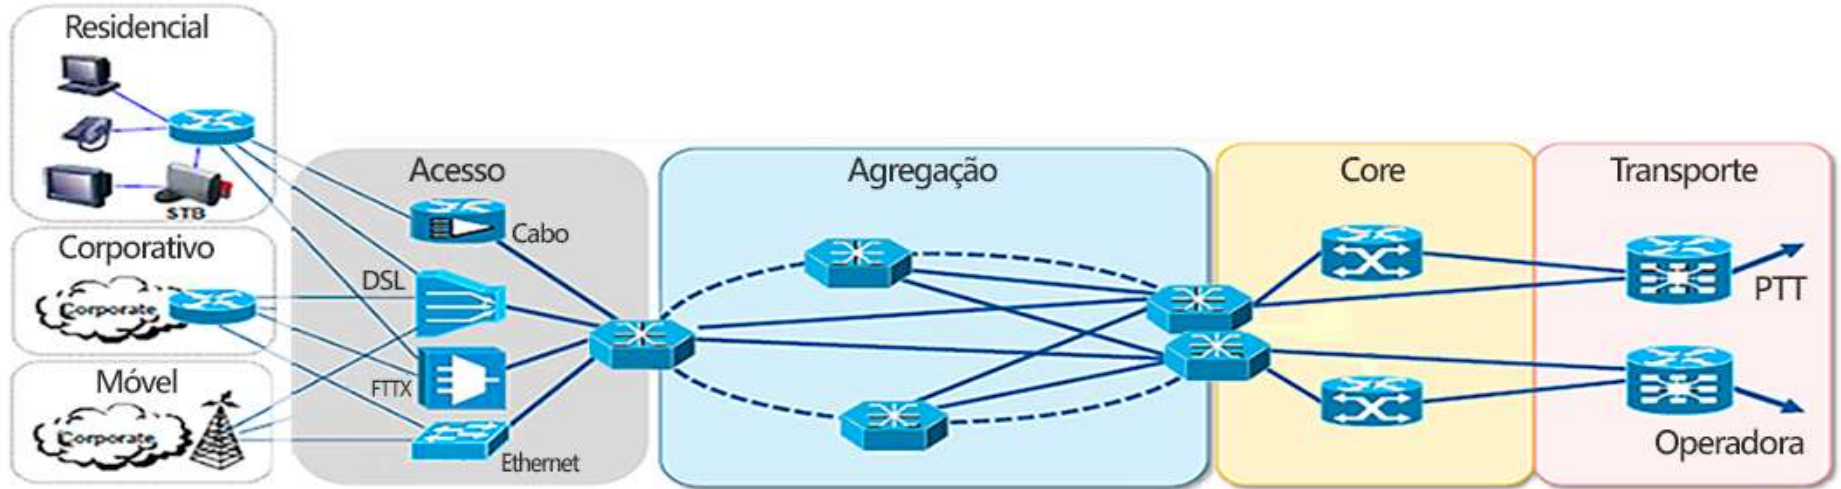 Residencial
STB
Corporativo
Corporate
Móvel
Corporate
Acesso
Cabo
DSL
FTTX
Ethernet
Agregação
Core
Transporte
PTT
Operadora